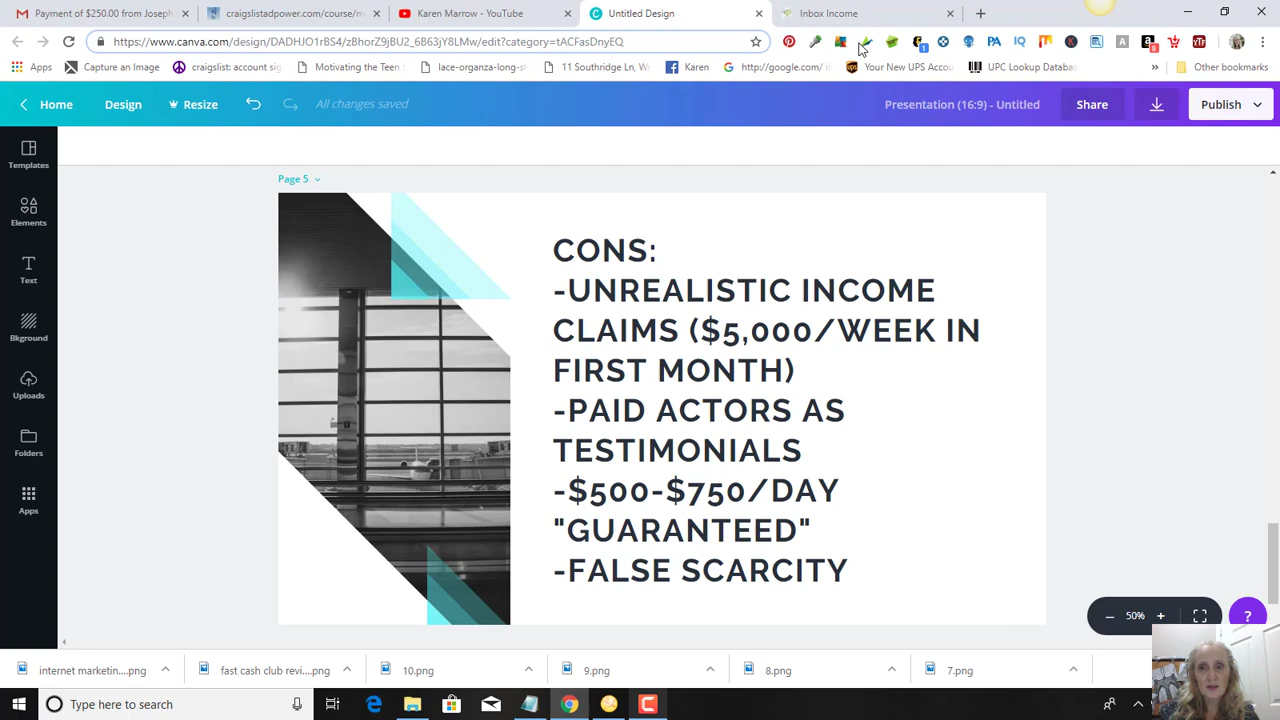 Payment of $250.00 from Joseph
craigslistadpower.com/course/m
Karen Marrow - YouTube
Untitled Design
Inbox Income
https://www.canva.com/design/DADHJO1rBS4/zBhorZ9jBU2_6B63jY8LMw/edit?category=tACFasDnyEQ
Apps
Capture an Image.
craigslist: account sig
Motivating the Teen S
lace-organza-long-sl
11 Southridge Ln, W
Karen
http://google.com/
Your New UPS Accou
UPC Lookup Databas
Other bookmarks
Home
Design
Resize
All changes saved
Presentation (16:9) - Untitled
Share
Publish
Templates
Elements
Text
Bkground
Uploads
Folders
Apps
Page 5
CONS:
-UNREALISTIC INCOME
CLAIMS ($5,000/WEEK IN
FIRST MONTH)
-PAID ACTORS AS
TESTIMONIALS
-$500-$750/DAY
"GUARANTEED"
-FALSE SCARCITY
50%
?
internet marketin....png
fast cash club revi....png
10.png
9.png
8.png
7.png
Type here to search